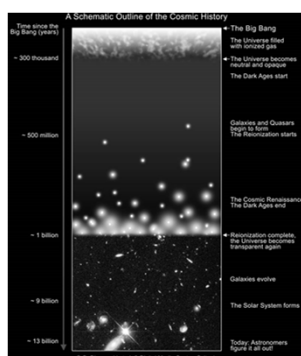 A Schematic Outline of the Cosmic History
Time since the
Big Bang (years)
The Big Bang
The Universe filled
with ionized gas
~ 300 thousand
The Universe becomes
neutral and opaque
The Dark Ages start
Galaxies and Quasars
begin to form
The Reionization starts
~ 500 million
The Cosmic Renaissance
The Dark Ages end
~ 1 billion
Reionization complete,
the Universe becomes
transparent again
Galaxies evolve
~ 9 billion
The Solar System forms
~ 13 billion
Today: Astronomers
figure it all out!